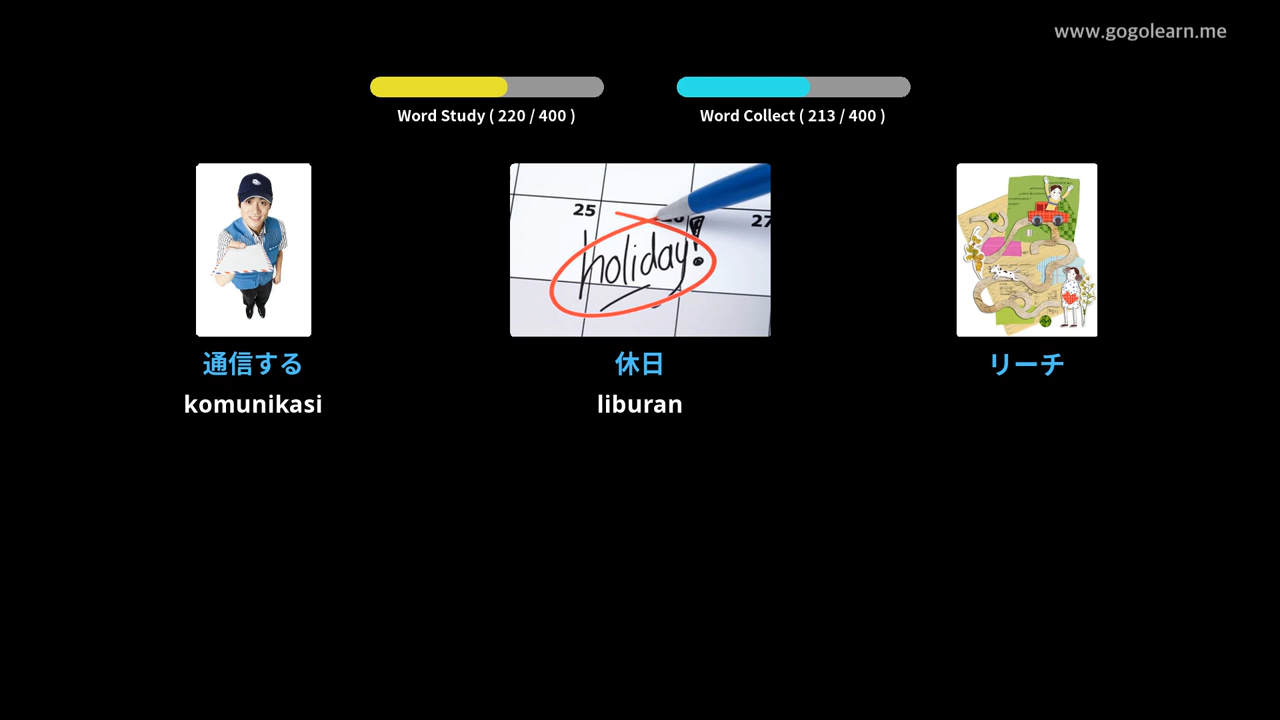 www.gogolearn.me
Word Study ( 220 / 400 )
Word Collect ( 213 / 400 )
25
27
holiday!
通信する
休日
リーチ
komunikasi
liburan